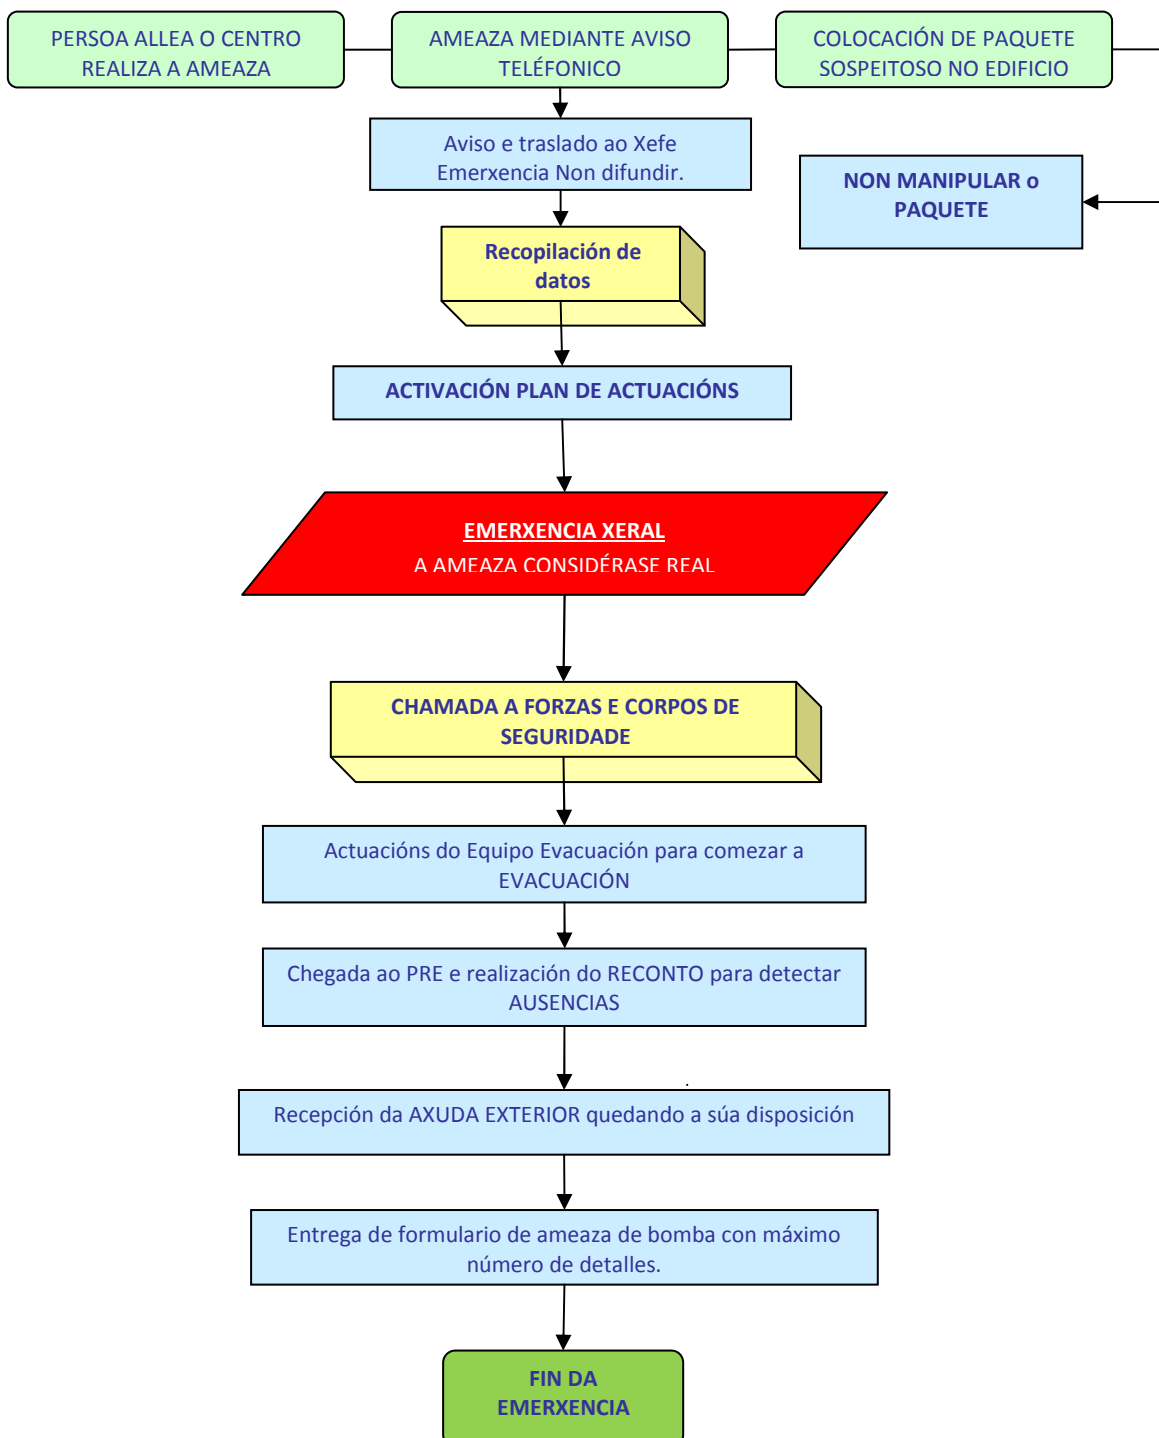 PERSOA ALLEA O CENTRO
REALIZA A AMEAZA
AMEAZA MEDIANTE AVISO
TELÉFONICO
COLOCACIÓN DE PAQUETE
SOSPEITOSO NO EDIFICIO
Aviso e traslado ao Xefe
Emerxencia Non difundir.
NON MANIPULAR o
PAQUETE
Recopilación de
datos
ACTIVACIÓN PLAN DE ACTUACIÓNS
EMERXENCIA XERAL
A AMEAZA CONSIDÉRASE REAL
CHAMADA A FORZAS E CORPOS DE
SEGURIDADE
Actuacións do Equipo Evacuación para comezar a
EVACUACIÓN
Chegada ao PRE e realización do RECONTO para detectar
AUSENCIAS
.
Recepción da AXUDA EXTERIOR quedando a súa disposición
Entrega de formulario de ameaza de bomba con máximo
número de detalles.
FIN DA
EMERXENCIA